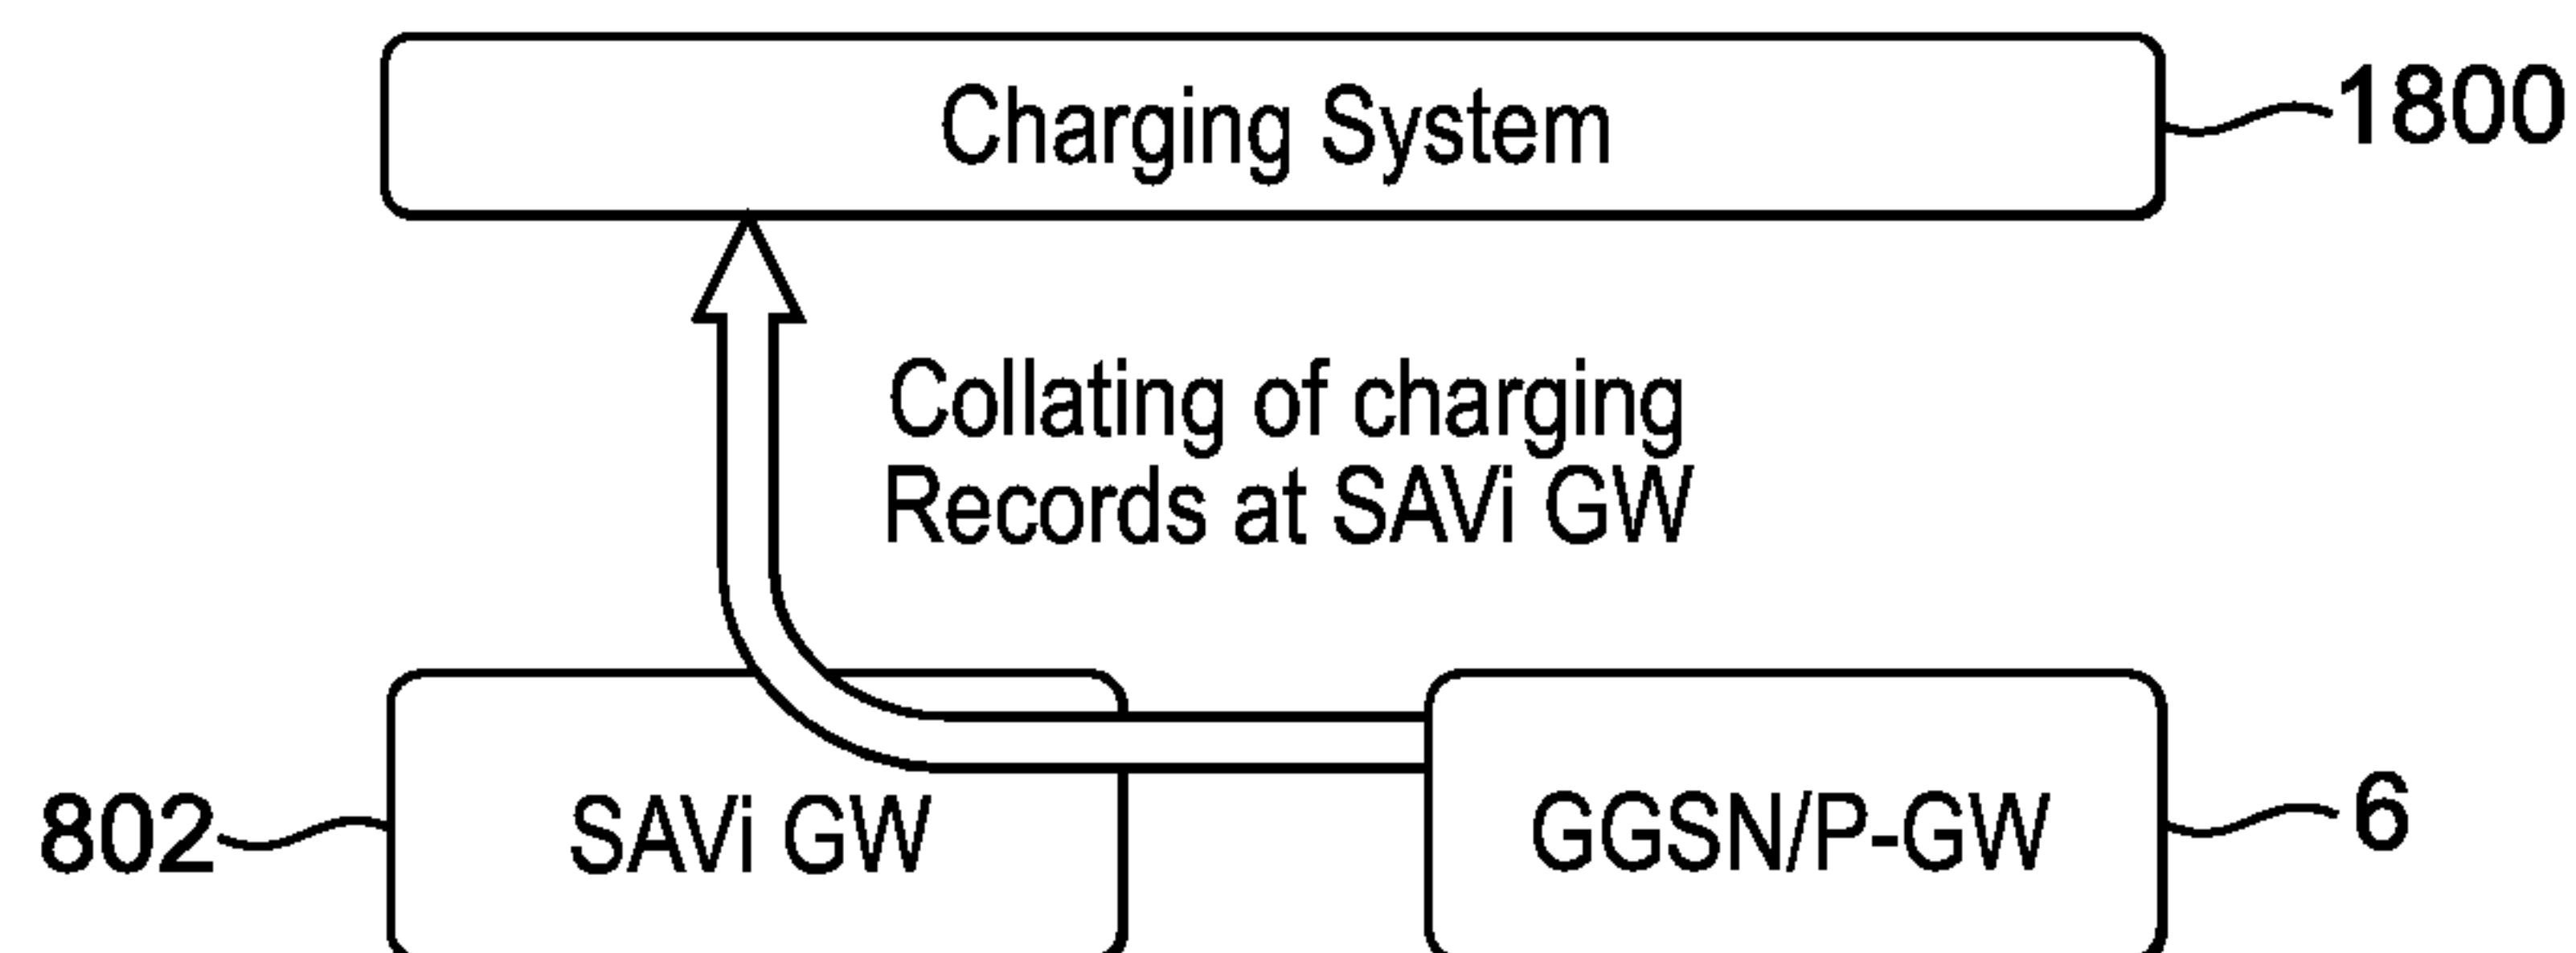 Charging System
1800
Collating of charging
Records at SAVi GW
802
SAVi GW
GGSN/P-GW
6